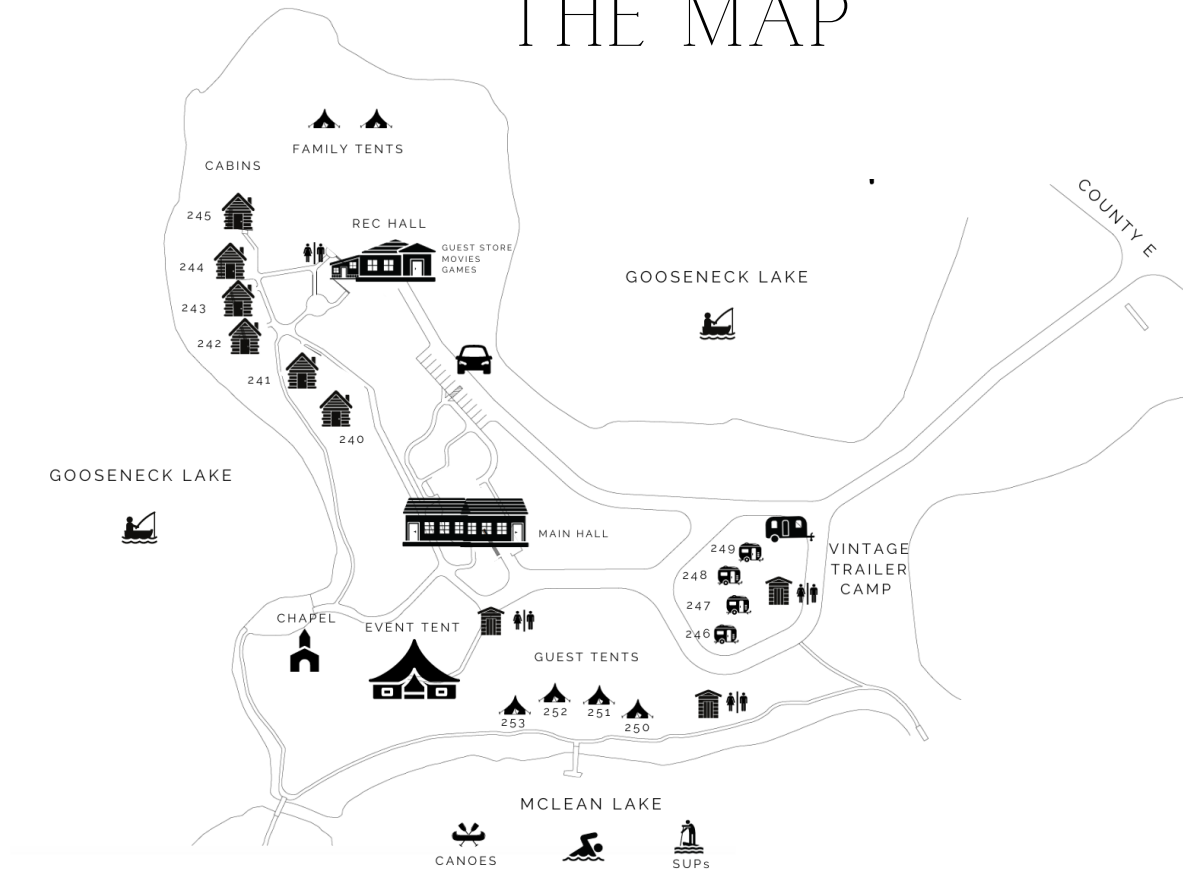 THE MAP
FAMILY TENTS
CABINS
245
REC HALL
GUEST STORE
MOVIES
GAMES
244
243
242
241
240
GOOSENECK LAKE
COUNTY E
GOOSENECK LAKE
MAIN HALL
249
248
247
246
VINTAGE
TRAILER
CAMP
CHAPEL
EVENT TENT
GUEST TENTS
253
252
251
250
MCLEAN LAKE
CANOES
SUPs